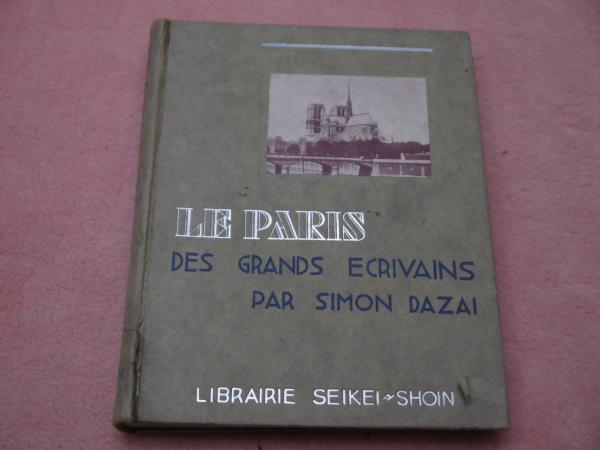 LE PARIS
DES GRANDS ECRIVAINS
PAR SIMON DAZAI
LIBRAIRIE SEIKEI-SHOIN